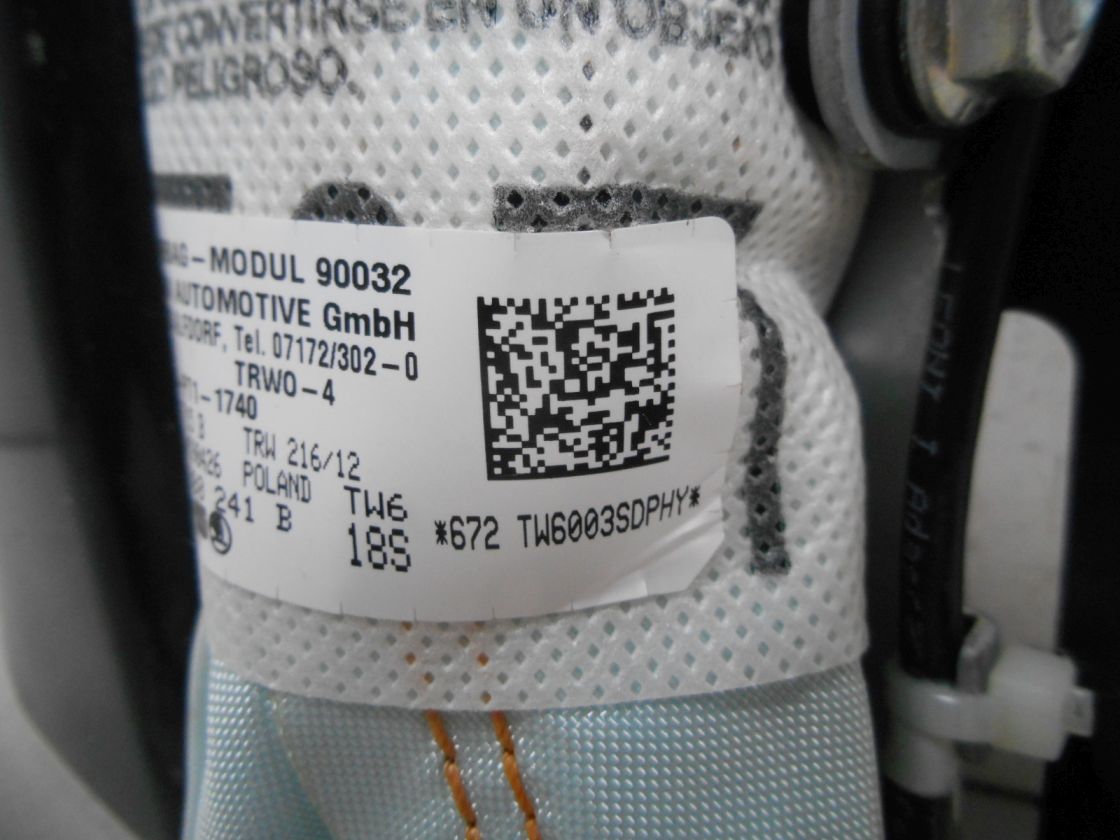 CONVERTIRSE EN UN OBJETO
PELIGROSO.
-MODUL 90032
AUTOMOTIVE GmbH
Tel. 07172/302-0
TRWO-4
-1740
B TRW 216/12
POLAND TW6
241 B 18S
*672 TW6003SDPHY*
LEONI